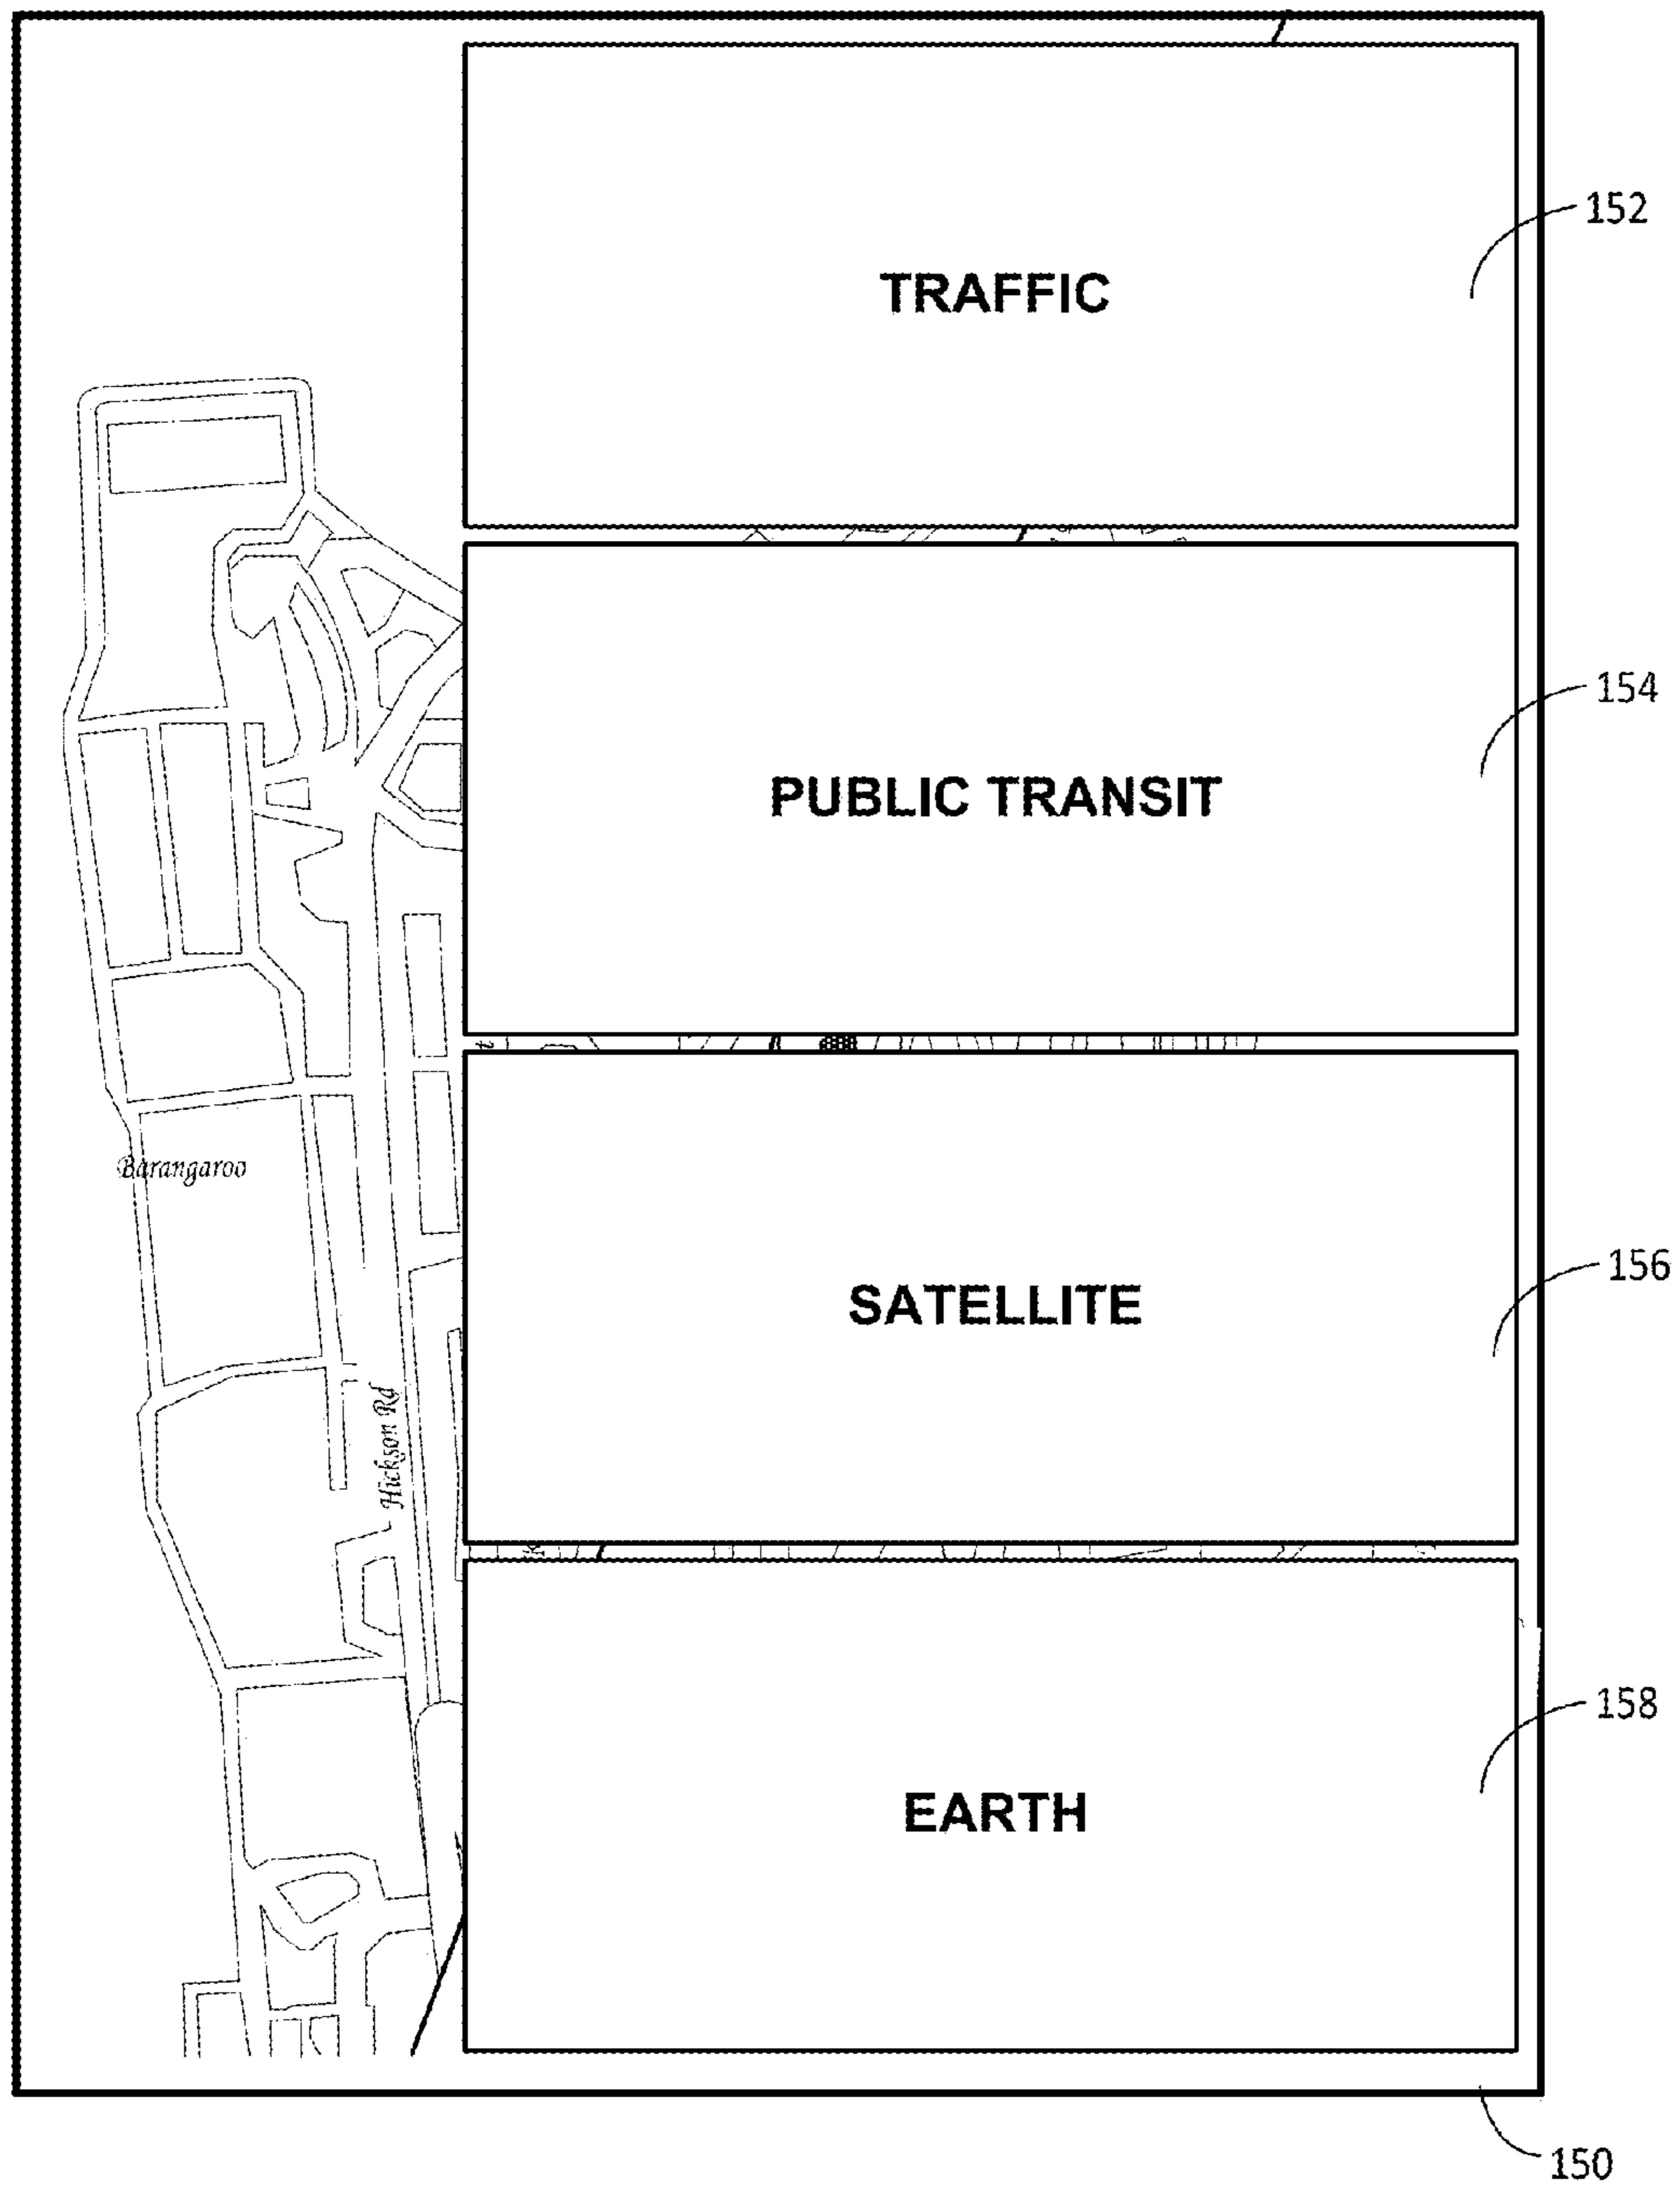 152
TRAFFIC
154
PUBLIC TRANSIT
Barangaroo
156
SATELLITE
Hickson Rd
158
EARTH
150